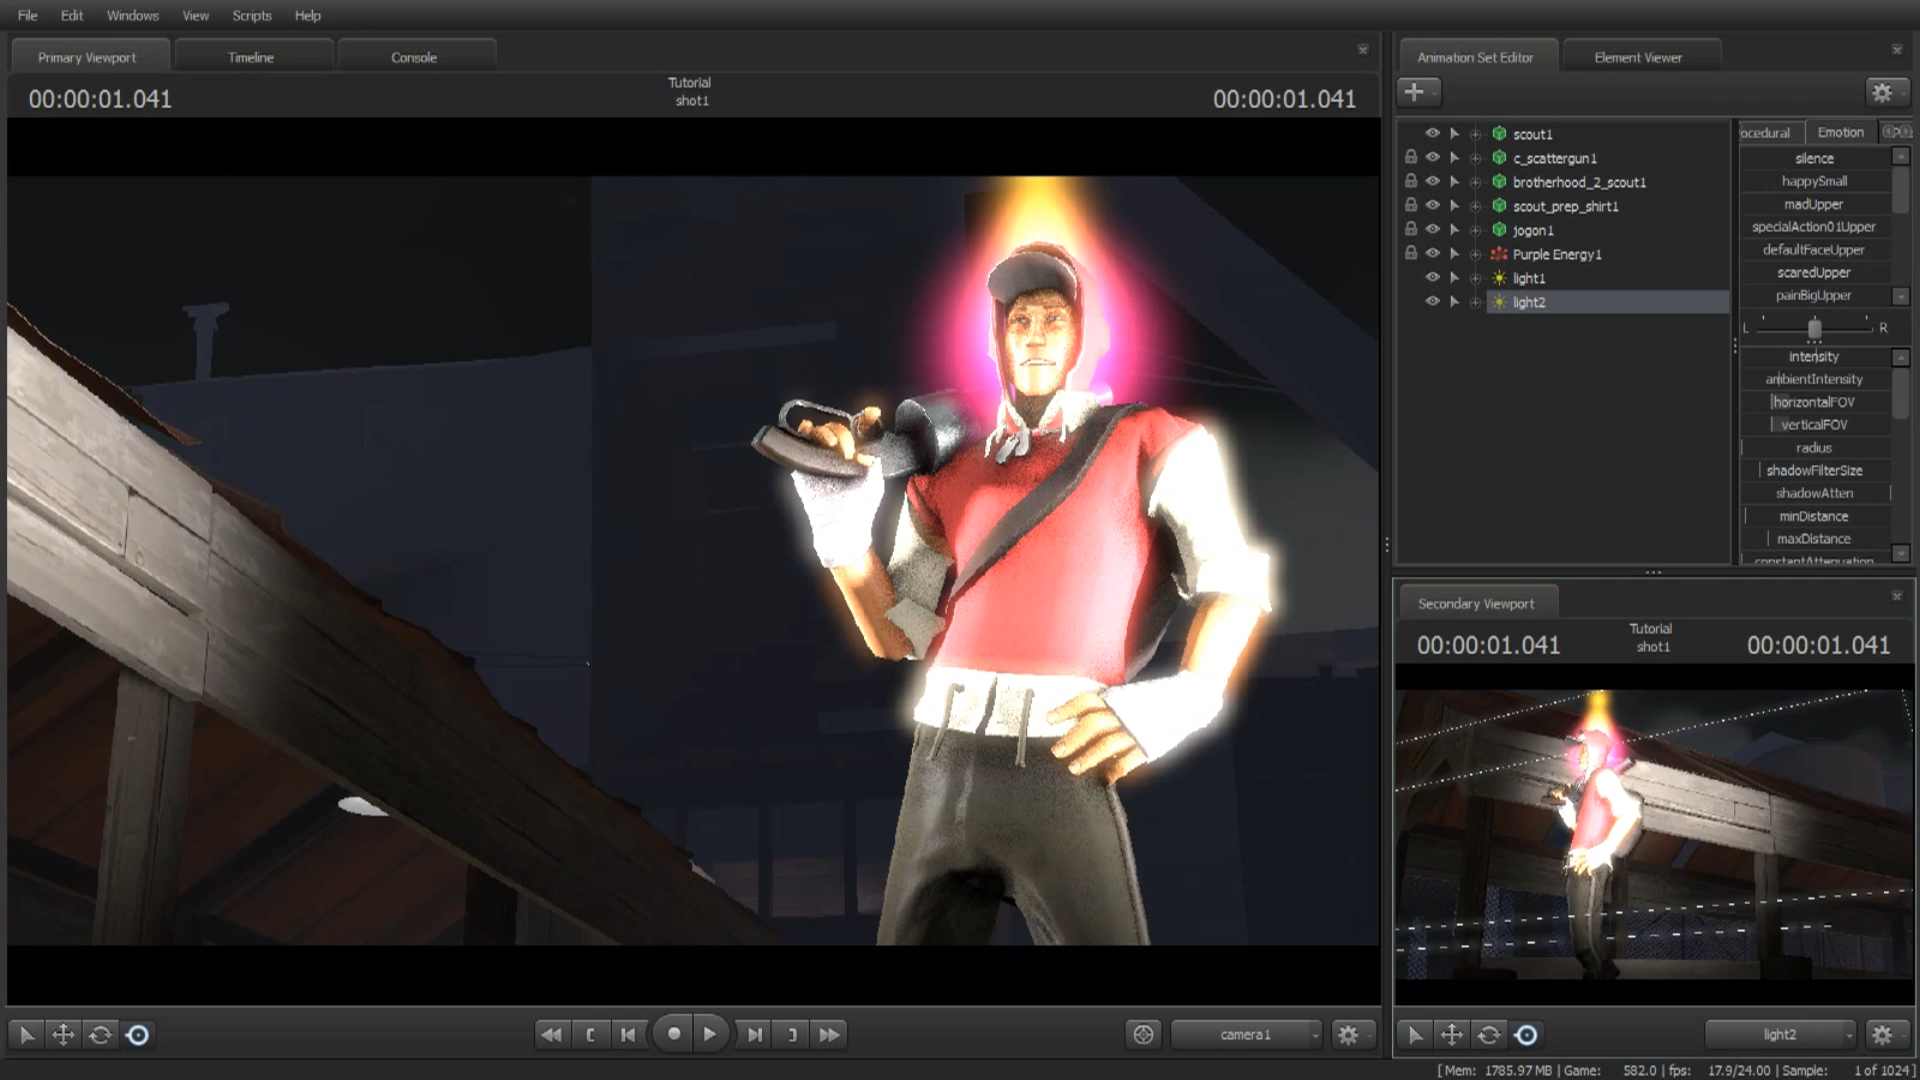 File Edit Windows View Scripts Help
Primary Viewport Timeline Console
00:00:01.041
Tutorial
shot1
00:00:01.041
Animation Set Editor Element Viewer
scout1
c_scattergun1
brotherhood_2_scout1
scout_prep_shirt1
jogon1
Purple Energy1
light1
light2
ocedural Emotion
silence
happySmall
madUpper
specialAction01Upper
defaultFaceUpper
scaredUpper
painBigUpper
L R
intensity
ambientIntensity
horizontalFOV
verticalFOV
radius
shadowFilterSize
shadowAtten
minDistance
maxDistance
constantAttenuation
Secondary Viewport
00:00:01.041
Tutorial
shot1
00:00:01.041
camera1
light2
[ Mem: 1785.97 MB | Game: 582.0 | fps: 17.9/24.00 | Sample: 1 of 1024 ]